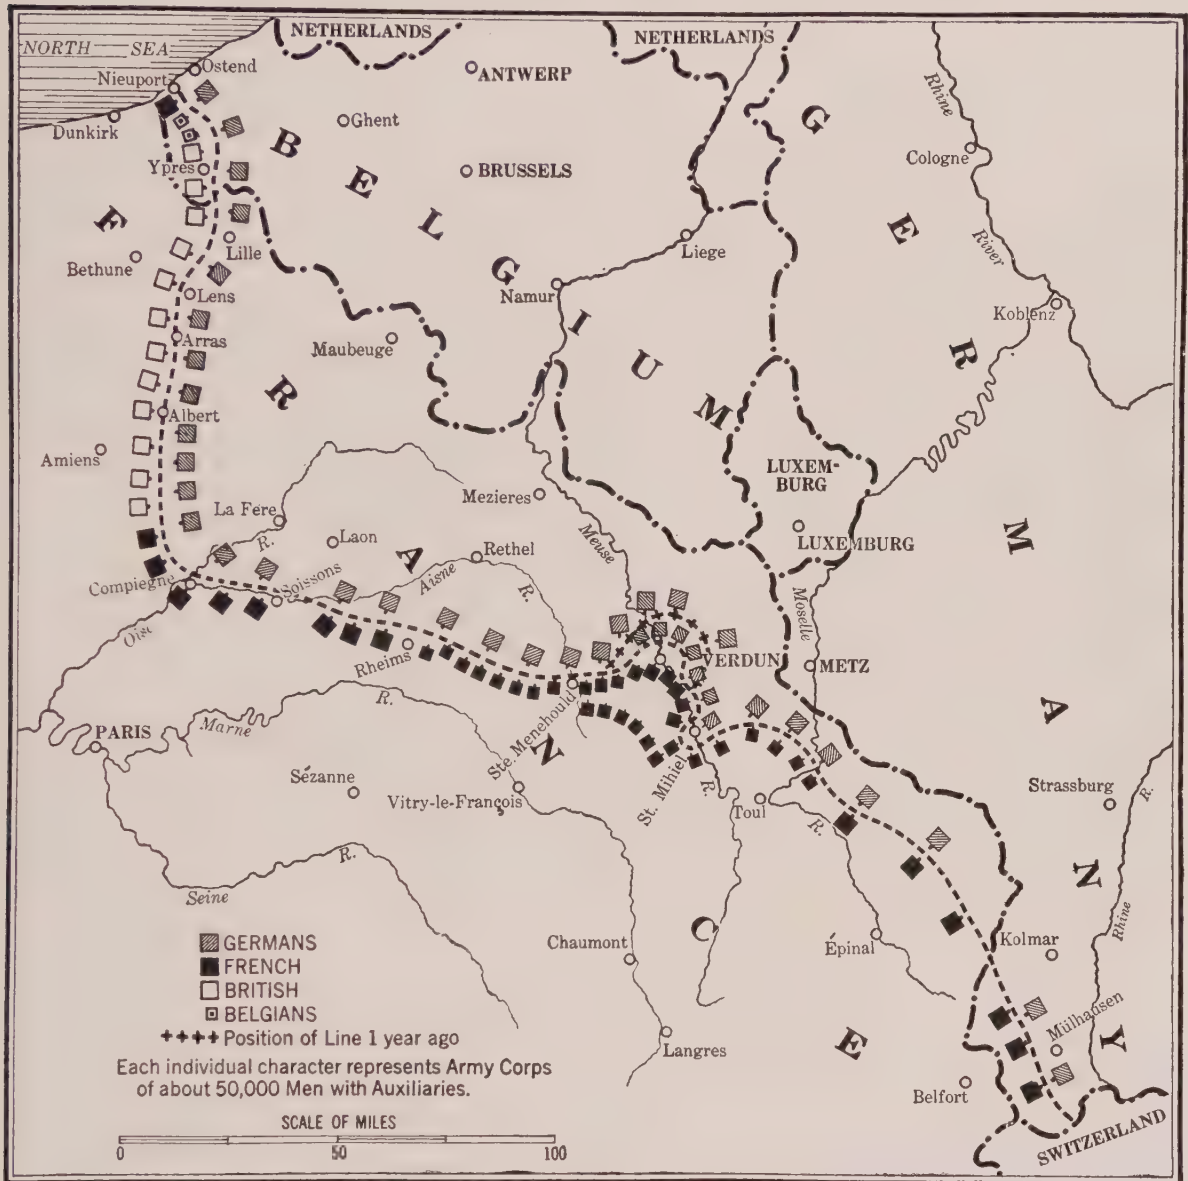 NETHERLANDS
NETHERLANDS
NORTH SEA
Ostend
Nieuport
ANTWERP
Dunkirk
Ghent
Ypres
BRUSSELS
BELGIUM
Rhine
River
Cologne
GERMANY
FRANCE
Bethune
Lille
Liege
Namur
Lens
Koblenz
Arras
Maubeuge
Albert
Amiens
LUXEM-
BURG
La Fere
Mezieres
R.
Laon
Rethel
Meuse
LUXEMBURG
Compiegne
Soissons
Aisne
R.
Moselle
Oise
Rheims
VERDUN
METZ
PARIS
Marne
R.
Ste. Menehould
Sézanne
Vitry-le-François
St. Mihiel
R.
Toul
R.
Strassburg
R.
Seine
R.
Rhine
Chaumont
Épinal
Kolmar
Mülhausen
Langres
Belfort
SWITZERLAND
GERMANS
FRENCH
BRITISH
BELGIANS
++++ Position of Line 1 year ago
Each individual character represents Army Corps
of about 50,000 Men with Auxiliaries.
SCALE OF MILES
0 50 100